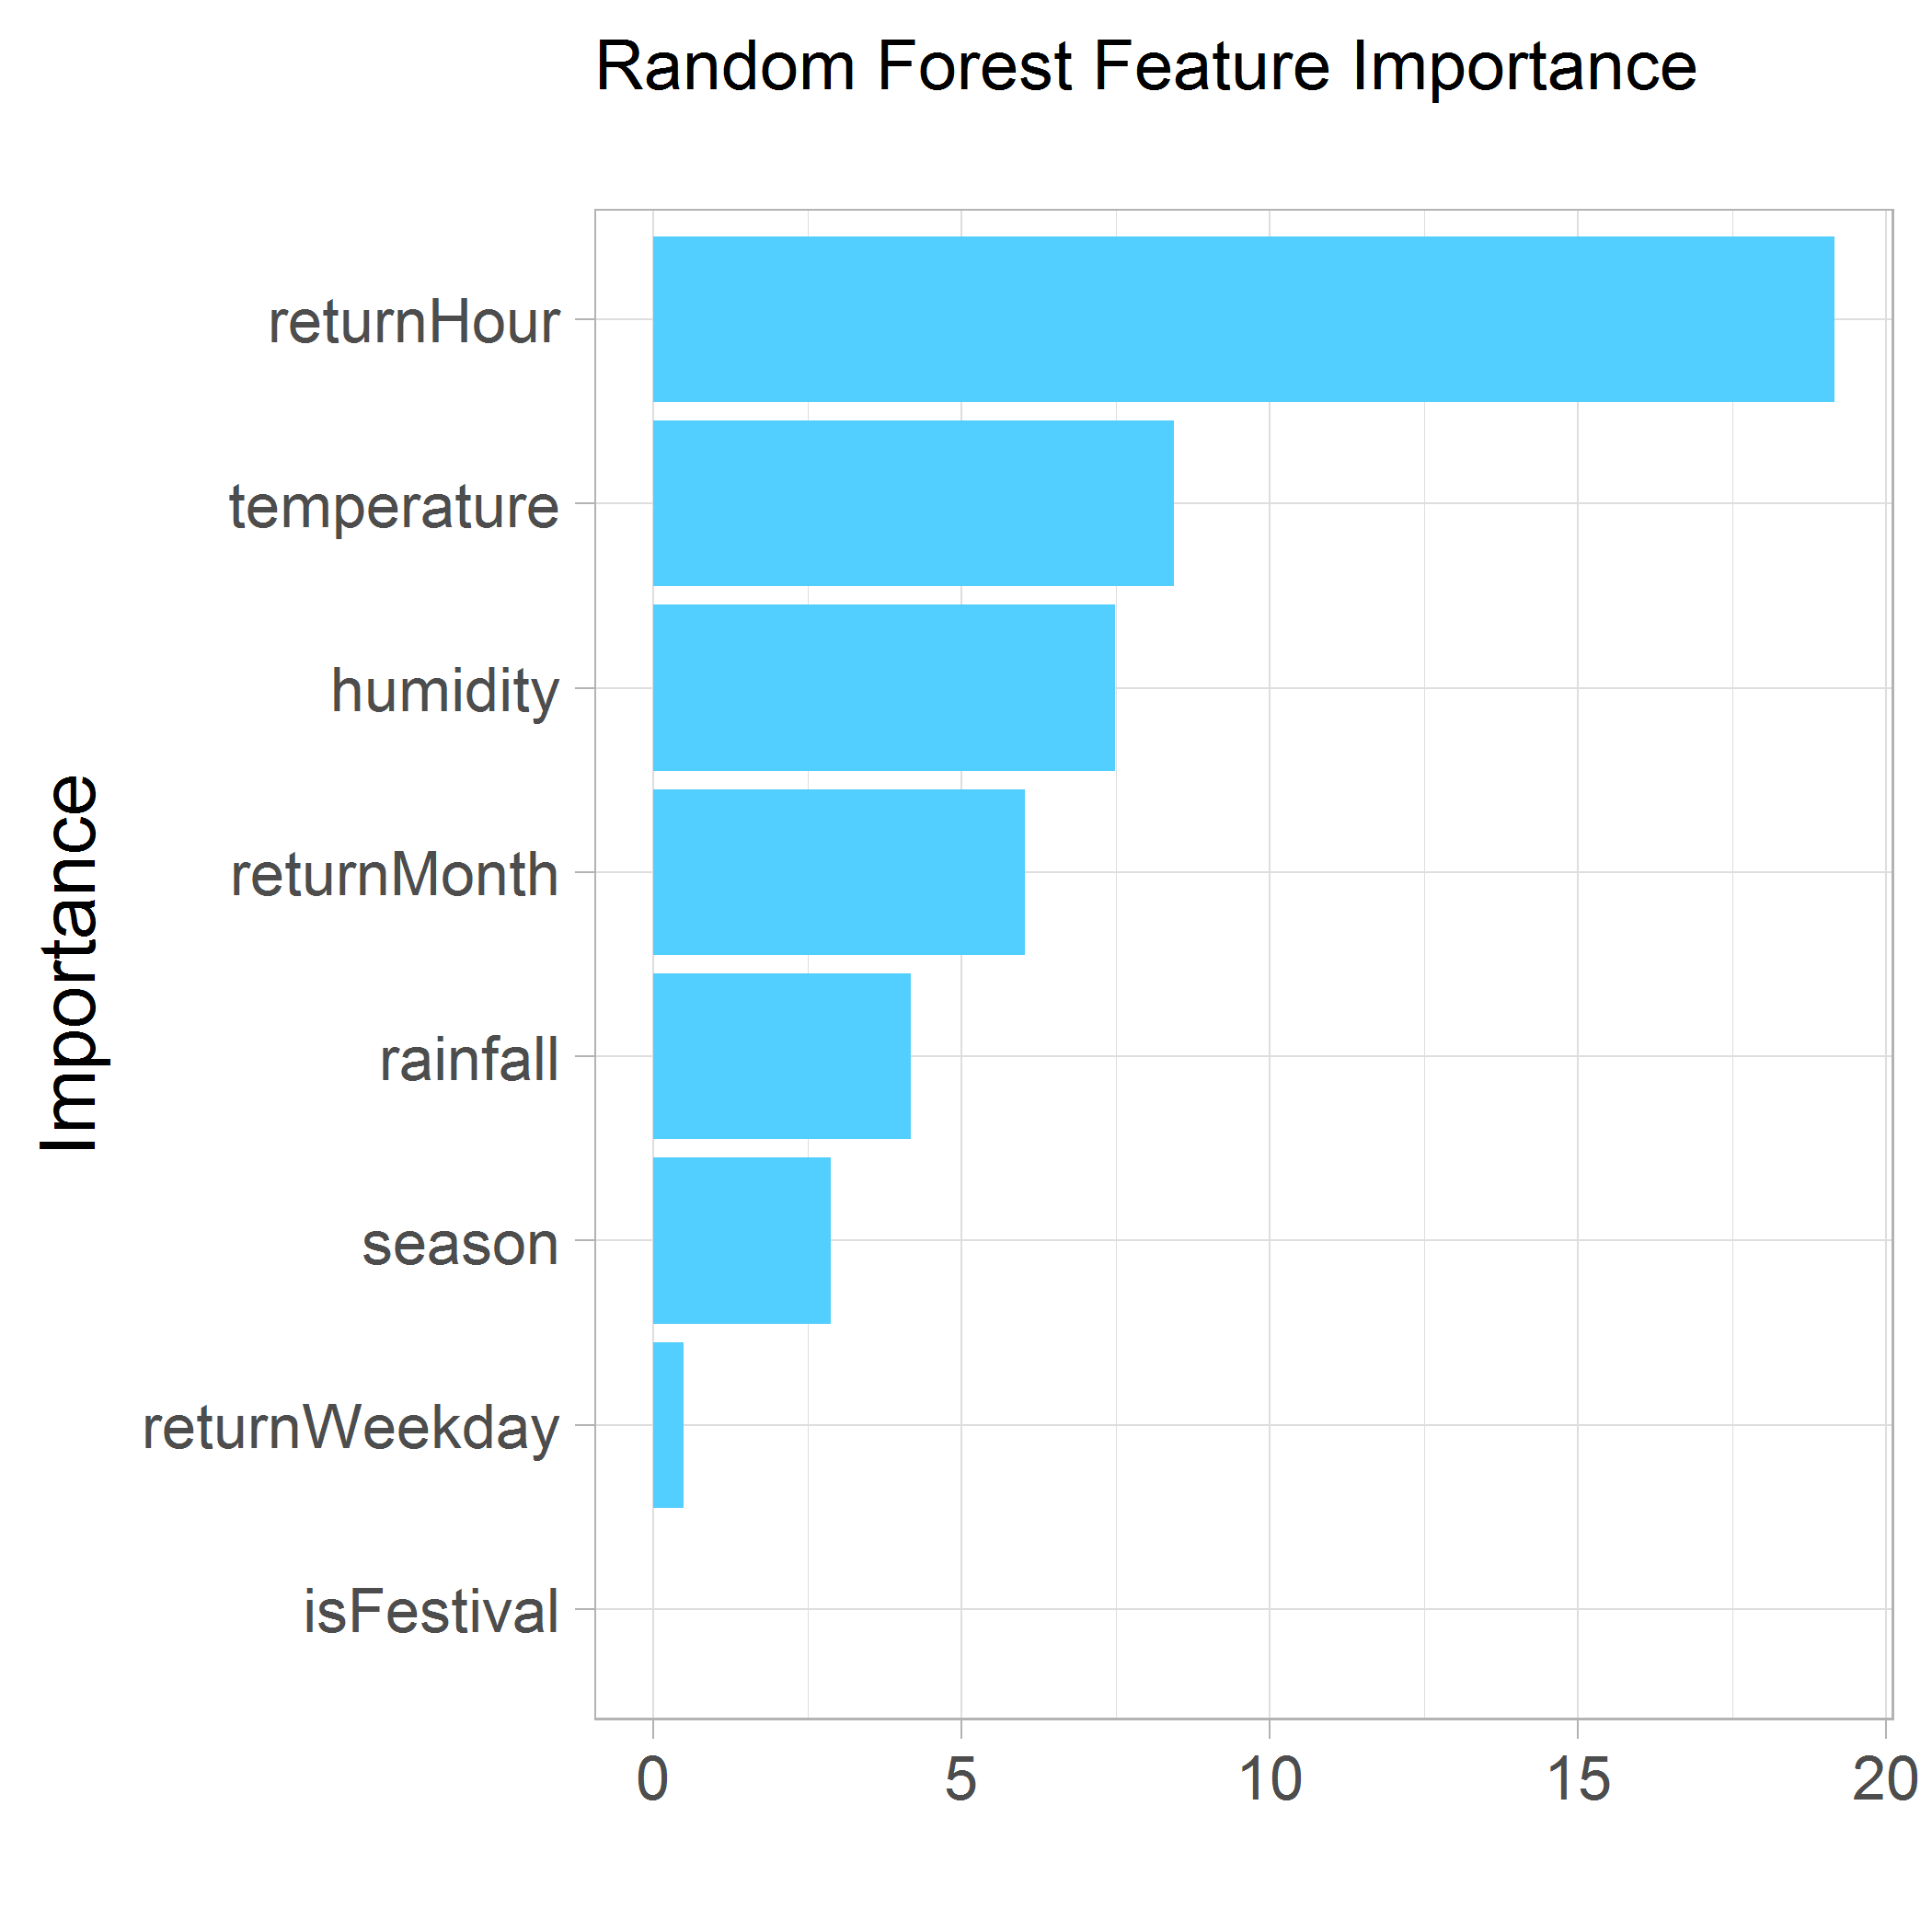 Random Forest Feature Importance
Importance
returnHour
temperature
humidity
returnMonth
rainfall
season
returnWeekday
isFestival
0 5 10 15 20